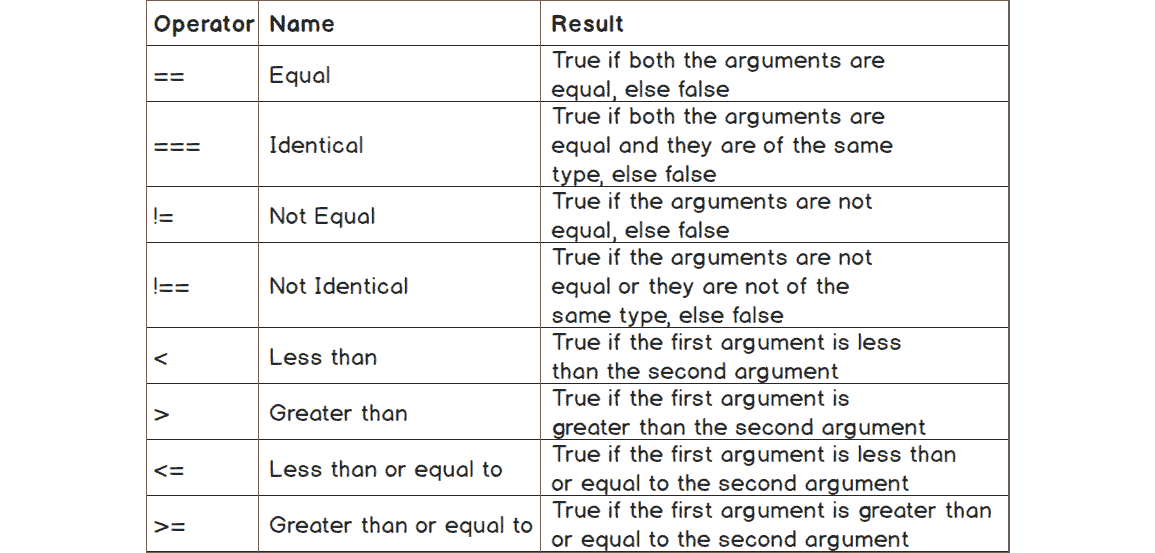 Operator Name Result
== Equal True if both the arguments are
equal, else false
=== Identical True if both the arguments are
equal and they are of the same
type, else false
!= Not Equal True if the arguments are not
equal, else false
!== Not Identical True if the arguments are not
equal or they are not of the
same type, else false
< Less than True if the first argument is less
than the second argument
> Greater than True if the first argument is
greater than the second argument
<= Less than or equal to True if the first argument is less than
or equal to the second argument
>= Greater than or equal to True if the first argument is greater than
or equal to the second argument